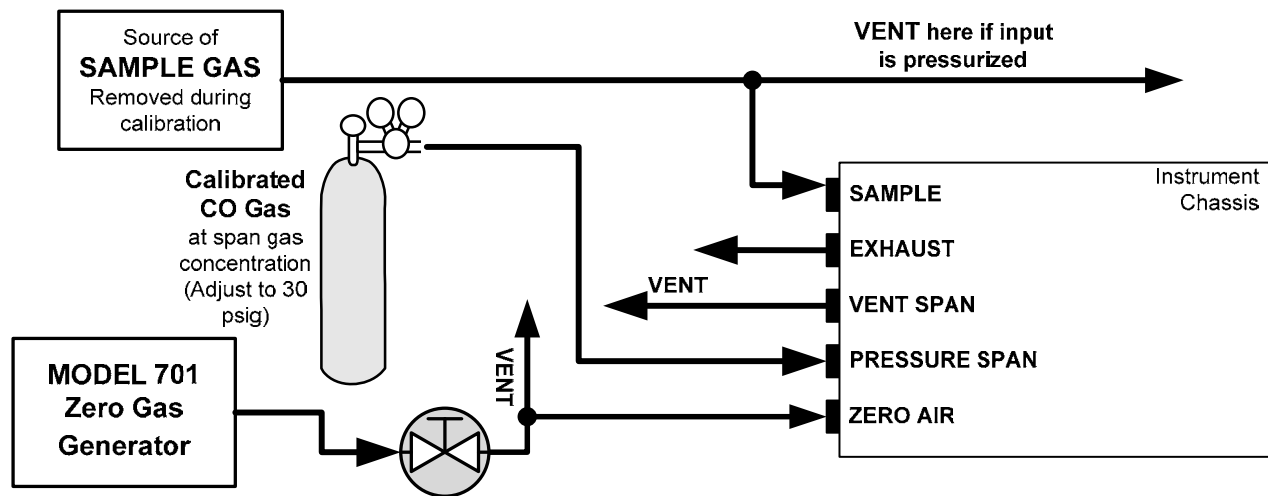 Source of
SAMPLE GAS
Removed during
calibration
VENT here if input
is pressurized
Calibrated
CO Gas
at span gas
concentration
(Adjust to 30
psig)
MODEL 701
Zero Gas
Generator
VENT
VENT
Instrument
Chassis
SAMPLE
EXHAUST
VENT SPAN
PRESSURE SPAN
ZERO AIR